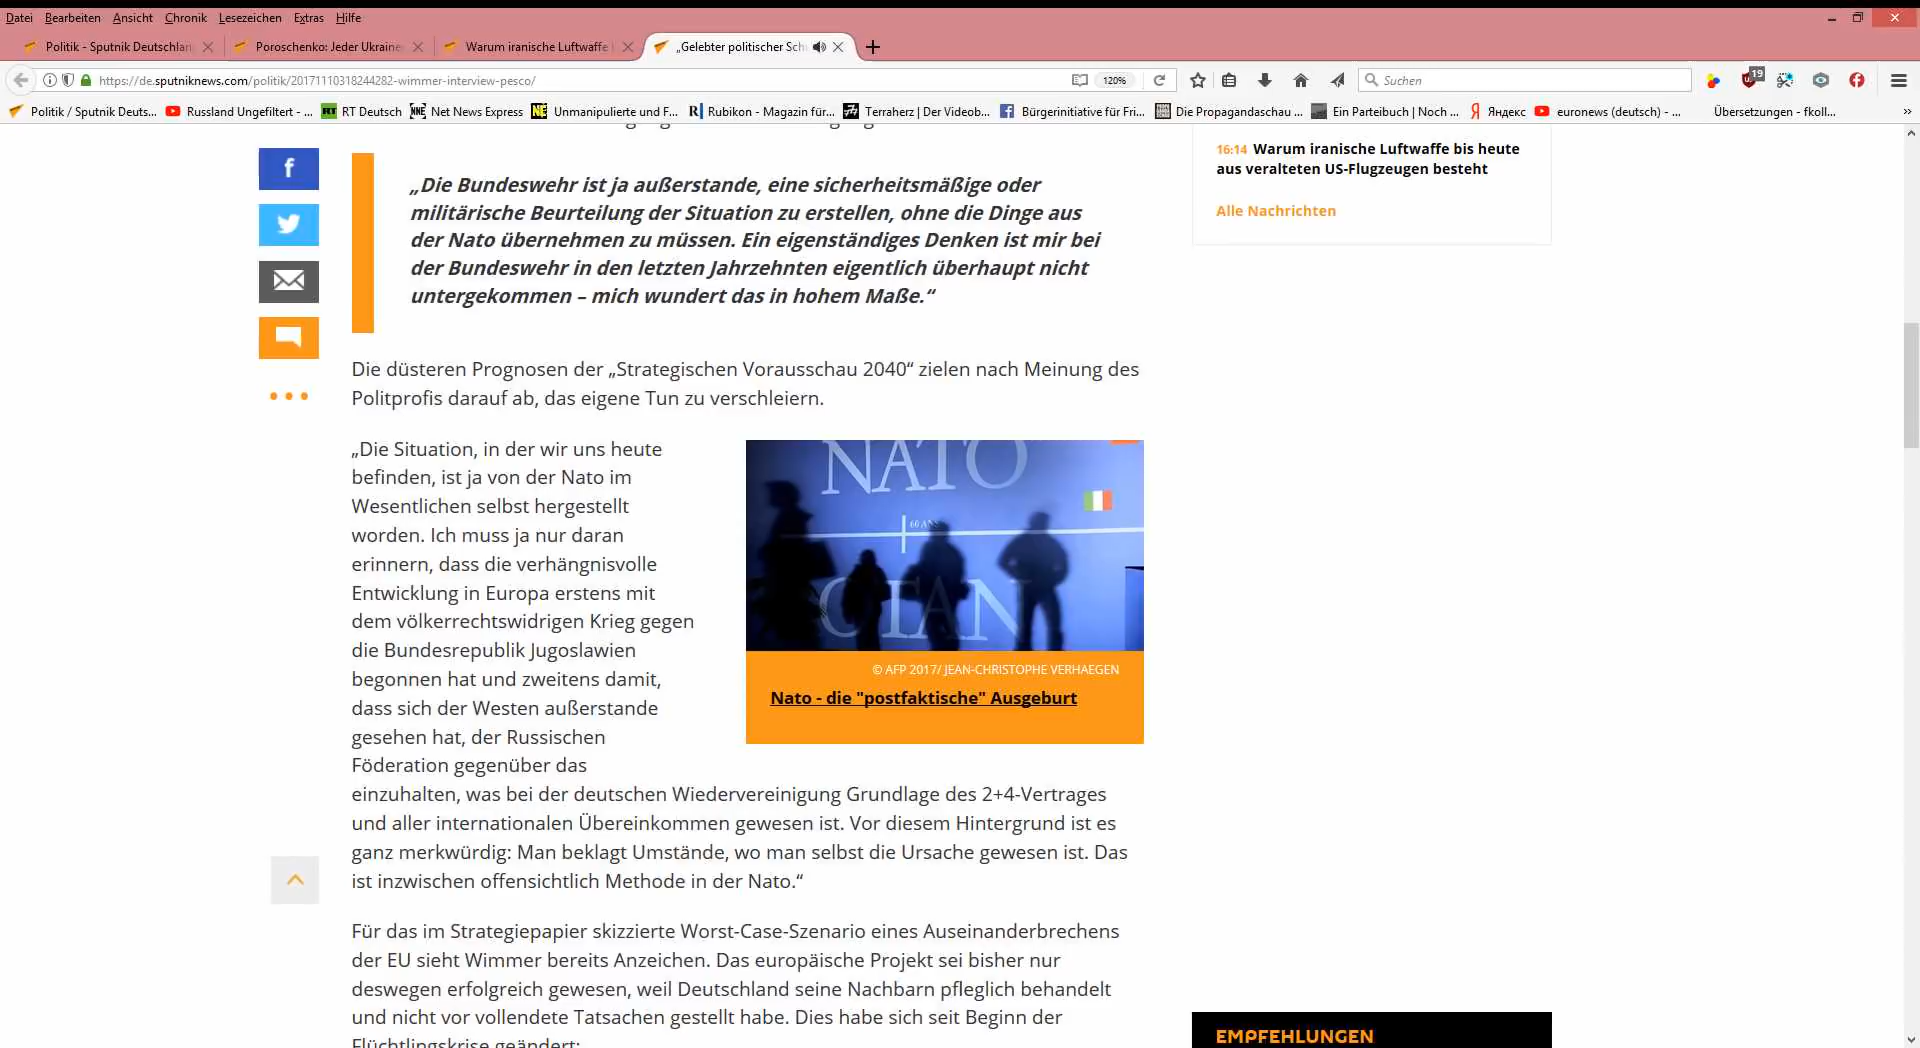 Datei Bearbeiten Ansicht Chronik Lesezeichen Extras Hilfe
Politik - Sputnik Deutschlan
Poroschenko: Jeder Ukraine
Warum iranische Luftwaffe
„Gelebter politischer Sch
https://de.sputniknews.com/politik/20171110318244282-wimmer-interview-pesco/
120%
Suchen
19
Politik / Sputnik Deuts...
Russland Ungefiltert - ...
RT Deutsch
Net News Express
Unmanipulierte und F...
Rubikon - Magazin für...
Terraherz | Der Videob...
Bürgerinitiative für Fri...
Die Propagandaschau ...
Ein Parteibuch | Noch ...
Яндекс
euronews (deutsch) - ...
Übersetzungen - fkoll...
„Die Bundeswehr ist ja außerstande, eine sicherheitsmäßige oder
militärische Beurteilung der Situation zu erstellen, ohne die Dinge aus
der Nato übernehmen zu müssen. Ein eigenständiges Denken ist mir bei
der Bundeswehr in den letzten Jahrzehnten eigentlich überhaupt nicht
untergekommen – mich wundert das in hohem Maße.“
Die düsteren Prognosen der „Strategischen Vorausschau 2040“ zielen nach Meinung des
Politprofis darauf ab, das eigene Tun zu verschleiern.
„Die Situation, in der wir uns heute
befinden, ist ja von der Nato im
Wesentlichen selbst hergestellt
worden. Ich muss ja nur daran
erinnern, dass die verhängnisvolle
Entwicklung in Europa erstens mit
dem völkerrechtswidrigen Krieg gegen
die Bundesrepublik Jugoslawien
begonnen hat und zweitens damit,
dass sich der Westen außerstande
gesehen hat, der Russischen
Föderation gegenüber das
einzuhalten, was bei der deutschen Wiedervereinigung Grundlage des 2+4-Vertrages
und aller internationalen Übereinkommen gewesen ist. Vor diesem Hintergrund ist es
ganz merkwürdig: Man beklagt Umstände, wo man selbst die Ursache gewesen ist. Das
ist inzwischen offensichtlich Methode in der Nato.“
NATO
OTAN
© AFP 2017/ JEAN-CHRISTOPHE VERHAEGEN
Nato - die "postfaktische" Ausgeburt
Für das im Strategiepapier skizzierte Worst-Case-Szenario eines Auseinanderbrechens
der EU sieht Wimmer bereits Anzeichen. Das europäische Projekt sei bisher nur
deswegen erfolgreich gewesen, weil Deutschland seine Nachbarn pfleglich behandelt
und nicht vor vollendete Tatsachen gestellt habe. Dies habe sich seit Beginn der
Flüchtlingskrise geändert:
16:14 Warum iranische Luftwaffe bis heute
aus veralteten US-Flugzeugen besteht
Alle Nachrichten
EMPFEHLUNGEN